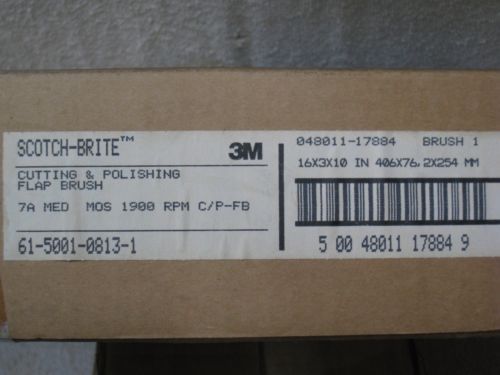 SCOTCH-BRITE™
3M
CUTTING & POLISHING
FLAP BRUSH
7A MED MOS 1900 RPM C/P-FB
61-5001-0813-1
048011-17884 BRUSH 1
16X3X10 IN 406X76,2X254 MM
5 00 48011 17884 9